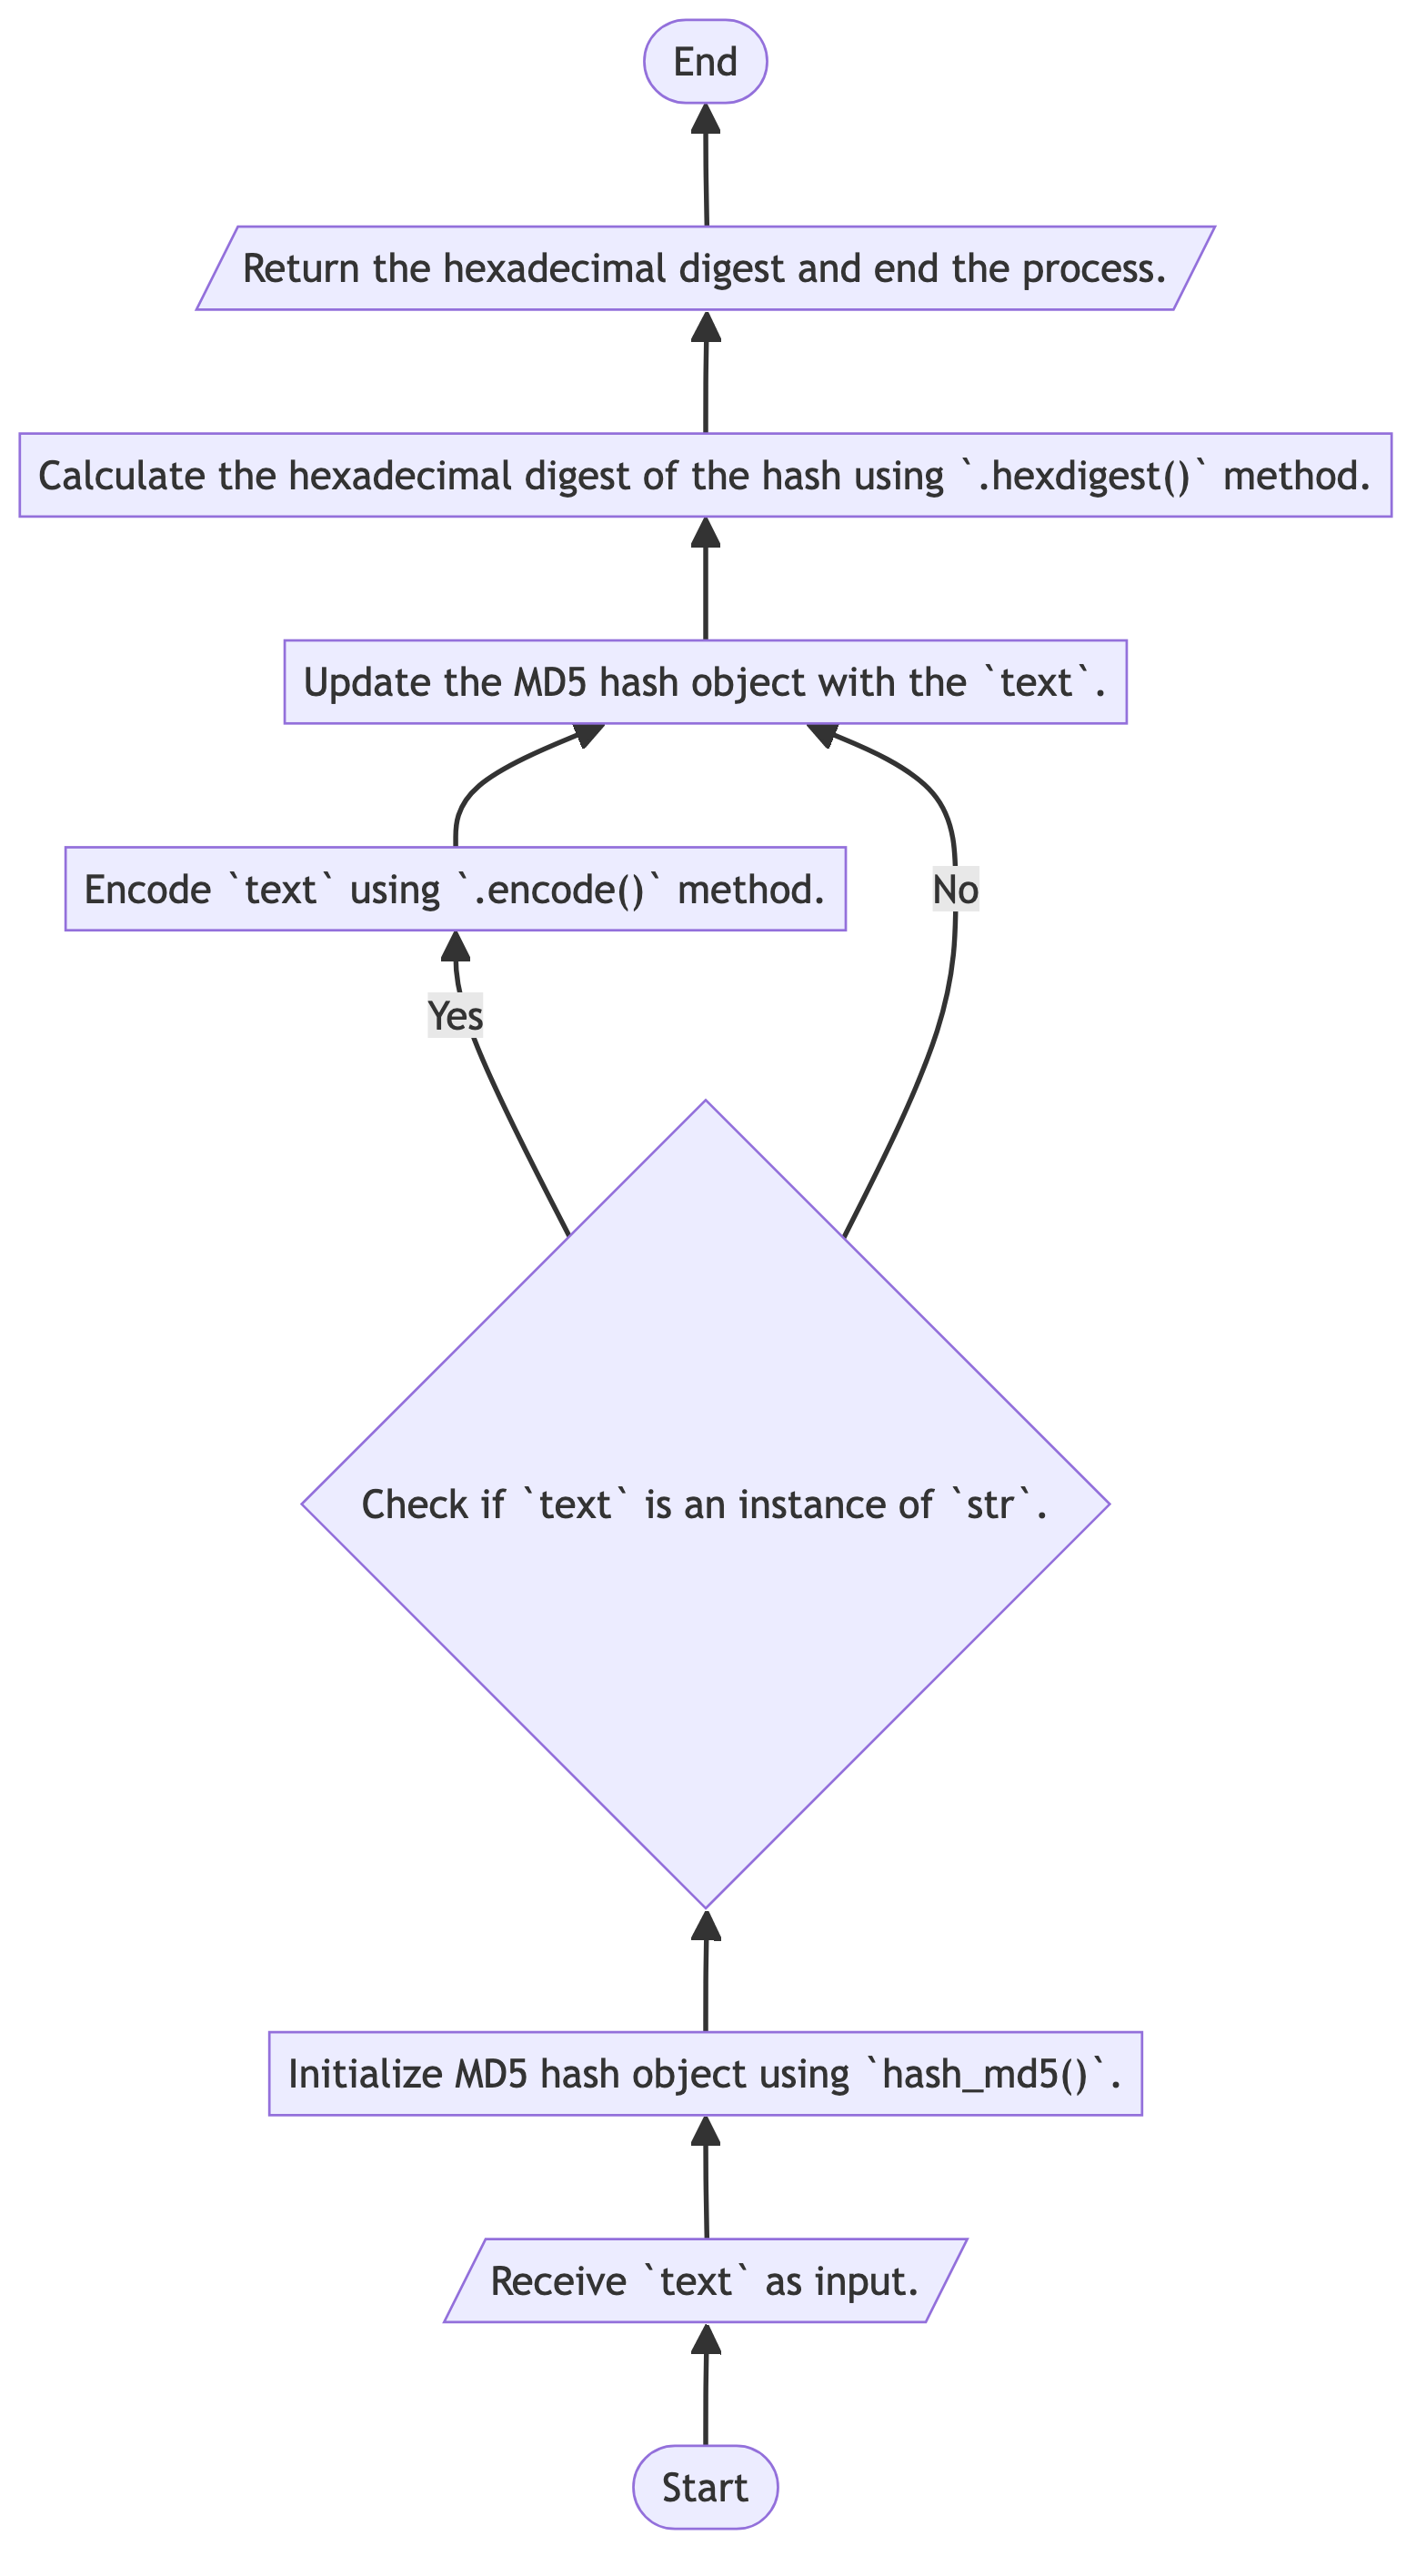 End
Return the hexadecimal digest and end the process.
Calculate the hexadecimal digest of the hash using `.hexdigest()` method.
Update the MD5 hash object with the `text`.
Encode `text` using `.encode()` method.
No
Yes
Check if `text` is an instance of `str`.
Initialize MD5 hash object using `hash_md5()`.
Receive `text` as input.
Start